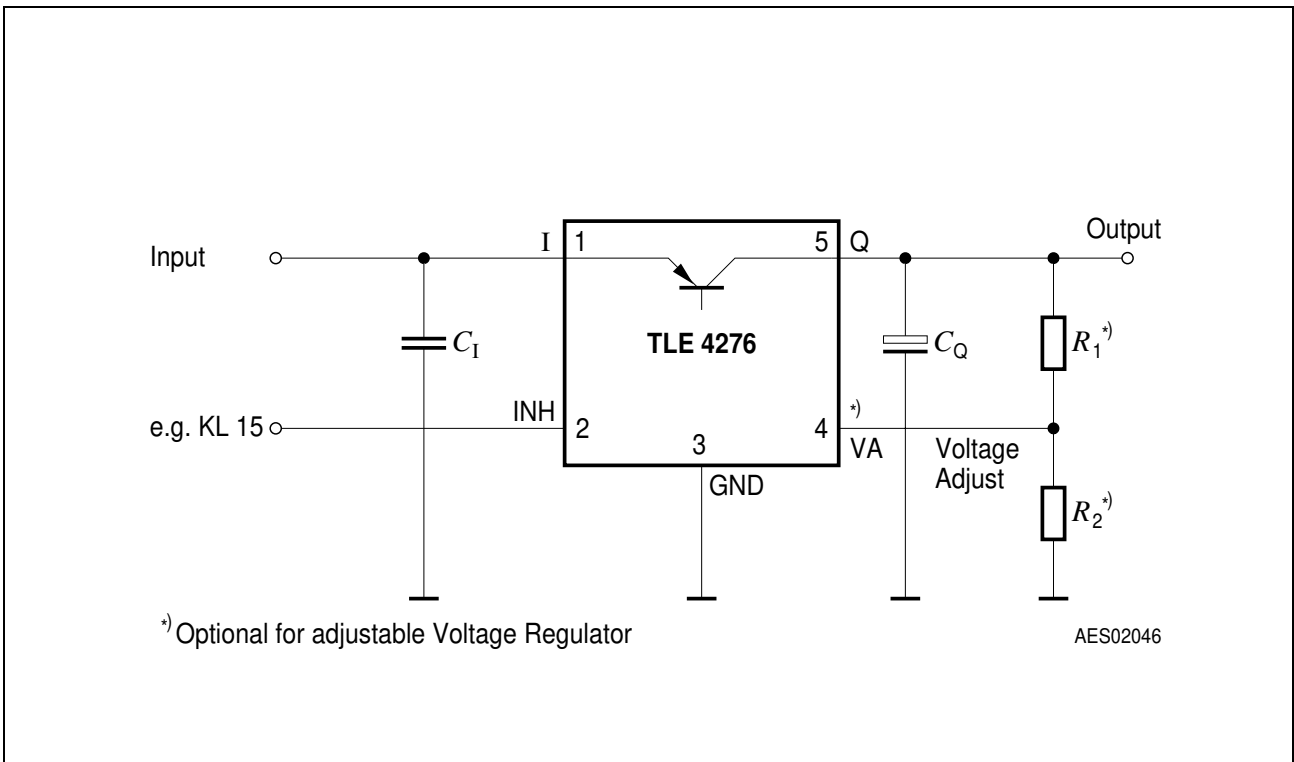 Input
I
1
5
Q
Output
C_I
TLE 4276
C_Q
R_1 *)
e.g. KL 15
INH
2
3
4
*)
VA
Voltage
Adjust
GND
R_2 *)
*) Optional for adjustable Voltage Regulator
AES02046